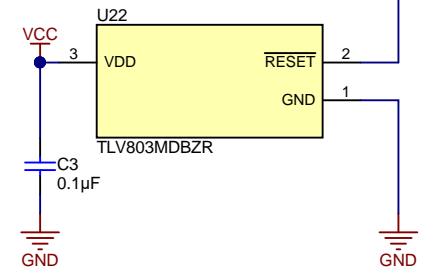 U22
VCC
3
VDD
RESET
2
GND
1
TLV803MDBZR
C3
0.1µF
GND
GND